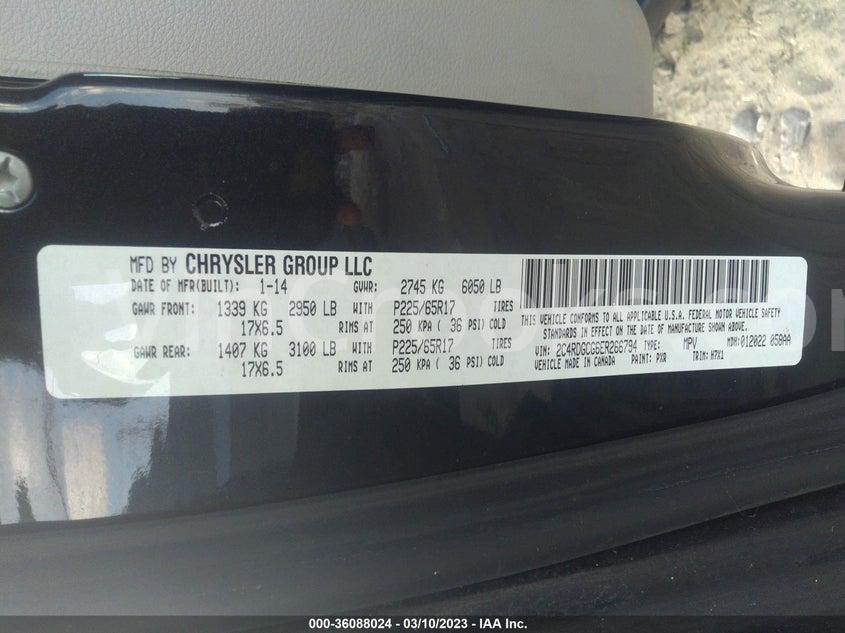 MFD BY CHRYSLER GROUP LLC
DATE OF MFR(BUILT): 1-14 GVWR: 2745 KG 6050 LB
GAWR FRONT: 1339 KG 2950 LB WITH P225/65R17 TIRES
17X6.5 RIMS AT 250 KPA ( 36 PSI) COLD
GAWR REAR: 1407 KG 3100 LB WITH P225/65R17 TIRES
17X6.5 RIMS AT 250 KPA ( 36 PSI) COLD
THIS VEHICLE CONFORMS TO ALL APPLICABLE U.S.A. FEDERAL MOTOR VEHICLE SAFETY
STANDARDS IN EFFECT ON THE DATE OF MANUFACTURE SHOWN ABOVE.
VIN: 2C4RDGCG6ER266794 TYPE: MPV MDH: 012022 058AA
VEHICLE MADE IN CANADA PAINT: PXR TRIM: H7X1
000-36088024 — 03/10/2023 — IAA Inc.